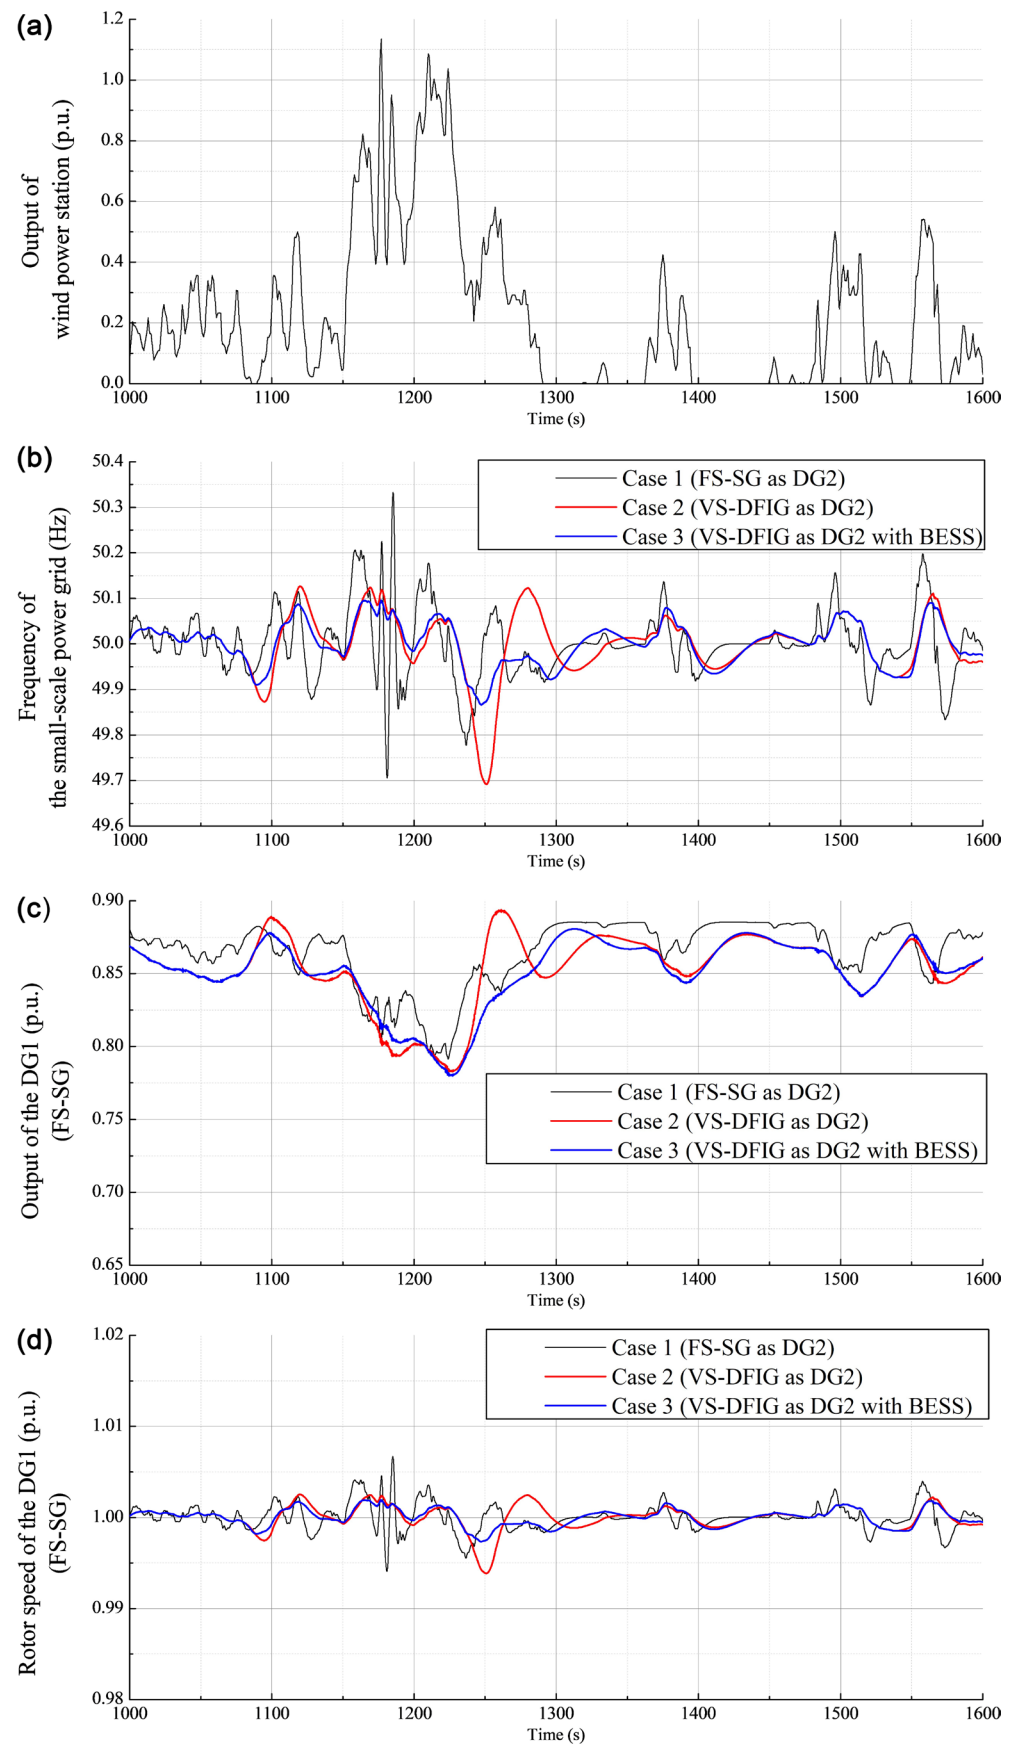 (a)
Output of
wind power station (p.u.)
1.2
1.0
0.8
0.6
0.4
0.2
0.0
1000 1100 1200 1300 1400 1500 1600
Time (s)
(b)
Frequency of
the small-scale power grid (Hz)
50.4
50.3
50.2
50.1
50.0
49.9
49.8
49.7
49.6
Case 1 (FS-SG as DG2)
Case 2 (VS-DFIG as DG2)
Case 3 (VS-DFIG as DG2 with BESS)
1000 1100 1200 1300 1400 1500 1600
Time (s)
(c)
Output of the DG1 (p.u.)
(FS-SG)
0.90
0.85
0.80
0.75
0.70
0.65
Case 1 (FS-SG as DG2)
Case 2 (VS-DFIG as DG2)
Case 3 (VS-DFIG as DG2 with BESS)
1000 1100 1200 1300 1400 1500 1600
Time (s)
(d)
Rotor speed of the DG1 (p.u.)
(FS-SG)
1.02
1.01
1.00
0.99
0.98
Case 1 (FS-SG as DG2)
Case 2 (VS-DFIG as DG2)
Case 3 (VS-DFIG as DG2 with BESS)
1000 1100 1200 1300 1400 1500 1600
Time (s)